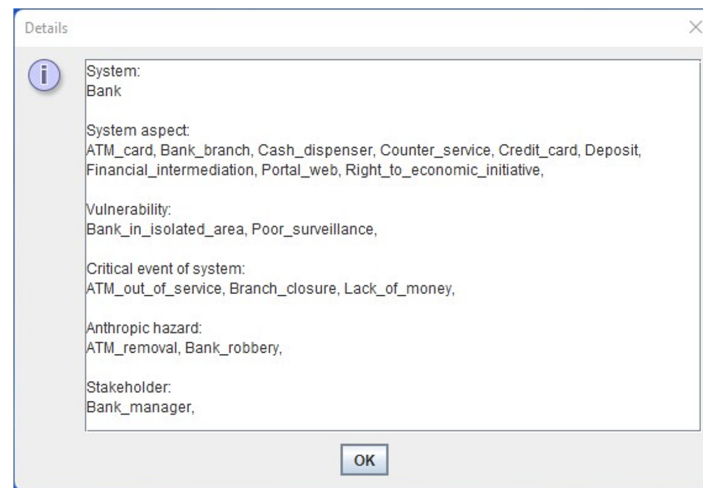 Details
System:
Bank
System aspect:
ATM_card, Bank_branch, Cash_dispenser, Counter_service, Credit_card, Deposit,
Financial_intermediation, Portal_web, Right_to_economic_initiative,
Vulnerability:
Bank_in_isolated_area, Poor_surveillance,
Critical event of system:
ATM_out_of_service, Branch_closure, Lack_of_money,
Anthropic hazard:
ATM_removal, Bank_robbery,
Stakeholder:
Bank_manager,
OK